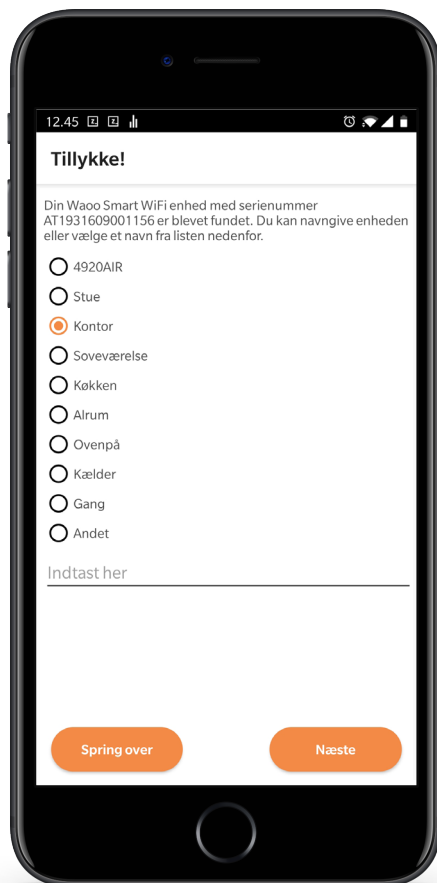 12.45
Tillykke!
Din Waoo Smart WiFi enhed med serienummer
AT1931609001156 er blevet fundet. Du kan navngive enheden
eller vælge et navn fra listen nedenfor.
4920AIR
Stue
Kontor
Soveværelse
Køkken
Alrum
Ovenpå
Kælder
Gang
Andet
Indtast her
Spring over
Næste